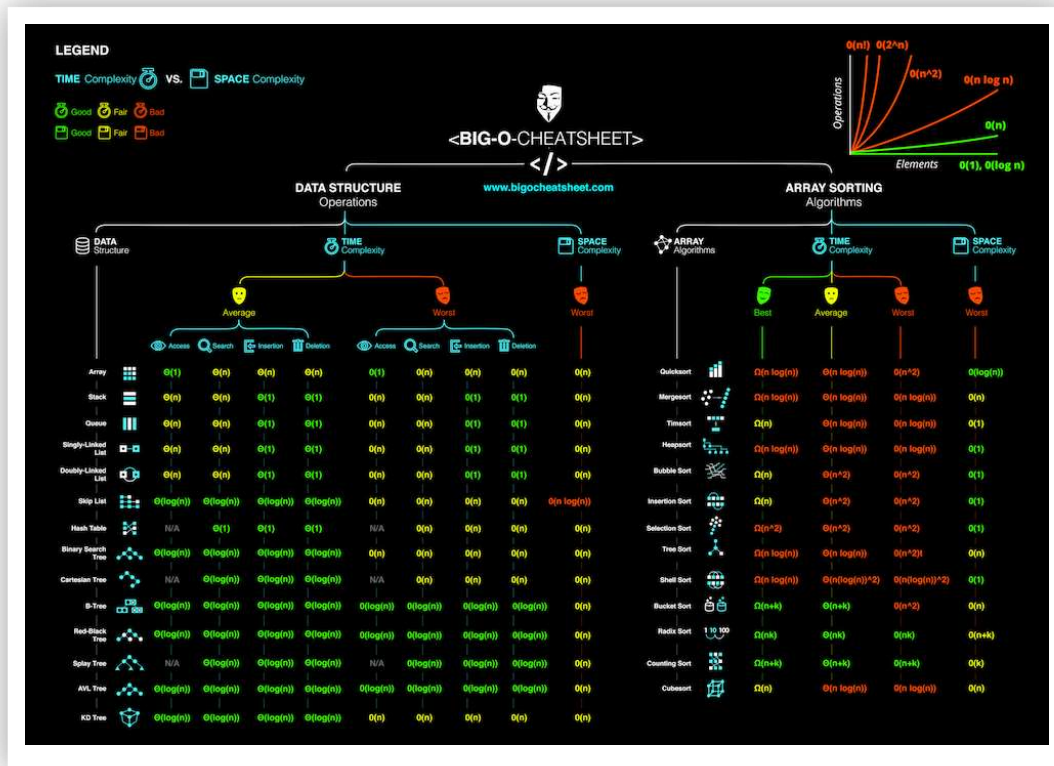 LEGEND
TIME Complexity VS. SPACE Complexity
Good Fair Bad
Good Fair Bad
<BIG-O-CHEATSHEET>
</>
www.bigocheatsheet.com
O(n!) O(2^n)
O(n^2)
O(n log n)
O(n)
O(1), O(log n)
Operations
Elements
DATA STRUCTURE
Operations
ARRAY SORTING
Algorithms
DATA
Structure
TIME
Complexity
SPACE
Complexity
ARRAY
Algorithms
TIME
Complexity
SPACE
Complexity
Average Worst Worst
Best Average Worst Worst
Access Search Insertion Deletion Access Search Insertion Deletion
Array Θ(1) Θ(n) Θ(n) Θ(n) O(1) O(n) O(n) O(n) O(n)
Stack Θ(n) Θ(n) Θ(1) Θ(1) O(n) O(n) O(1) O(1) O(n)
Queue Θ(n) Θ(n) Θ(1) Θ(1) O(n) O(n) O(1) O(1) O(n)
Singly-Linked
List Θ(n) Θ(n) Θ(1) Θ(1) O(n) O(n) O(1) O(1) O(n)
Doubly-Linked
List Θ(n) Θ(n) Θ(1) Θ(1) O(n) O(n) O(1) O(1) O(n)
Skip List Θ(log(n)) Θ(log(n)) Θ(log(n)) Θ(log(n)) O(n) O(n) O(n) O(n) O(n log(n))
Hash Table N/A Θ(1) Θ(1) Θ(1) N/A O(n) O(n) O(n) O(n)
Binary Search
Tree Θ(log(n)) Θ(log(n)) Θ(log(n)) Θ(log(n)) O(n) O(n) O(n) O(n) O(n)
Cartesian Tree N/A Θ(log(n)) Θ(log(n)) Θ(log(n)) N/A O(n) O(n) O(n) O(n)
B-Tree Θ(log(n)) Θ(log(n)) Θ(log(n)) Θ(log(n)) O(log(n)) O(log(n)) O(log(n)) O(log(n)) O(n)
Red-Black
Tree Θ(log(n)) Θ(log(n)) Θ(log(n)) Θ(log(n)) O(log(n)) O(log(n)) O(log(n)) O(log(n)) O(n)
Splay Tree N/A Θ(log(n)) Θ(log(n)) Θ(log(n)) N/A O(log(n)) O(log(n)) O(log(n)) O(n)
AVL Tree Θ(log(n)) Θ(log(n)) Θ(log(n)) Θ(log(n)) O(log(n)) O(log(n)) O(log(n)) O(log(n)) O(n)
KD Tree Θ(log(n)) Θ(log(n)) Θ(log(n)) Θ(log(n)) O(n) O(n) O(n) O(n) O(n)
Quicksort Ω(n log(n)) Θ(n log(n)) O(n^2) O(log(n))
Mergesort Ω(n log(n)) Θ(n log(n)) O(n log(n)) O(n)
Timsort Ω(n) Θ(n log(n)) O(n log(n)) O(1)
Heepsort Ω(n log(n)) Θ(n log(n)) O(n log(n)) O(1)
Bubble Sort Ω(n) Θ(n^2) O(n^2) O(1)
Insertion Sort Ω(n) Θ(n^2) O(n^2) O(1)
Selection Sort Ω(n^2) Θ(n^2) O(n^2) O(1)
Tree Sort Ω(n log(n)) Θ(n log(n)) O(n^2)! O(n)
Shell Sort Ω(n log(n)) Θ(n(log(n))^2) O(n(log(n))^2) O(1)
Bucket Sort Ω(n+k) Θ(n+k) O(n^2) O(n)
Radix Sort 1 10 100 Ω(nk) Θ(nk) O(nk) O(n+k)
Counting Sort Ω(n+k) Θ(n+k) O(n+k) O(k)
Cubesort Ω(n) Θ(n log(n)) O(n log(n)) O(n)